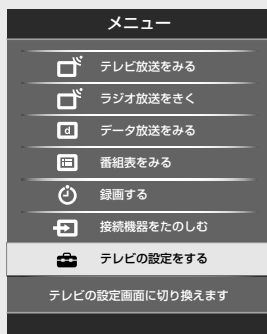 メニュー
テレビ放送をみる
ラジオ放送をきく
d データ放送をみる
番組表をみる
録画する
接続機器をたのしむ
テレビの設定をする
テレビの設定画面に切り換えます